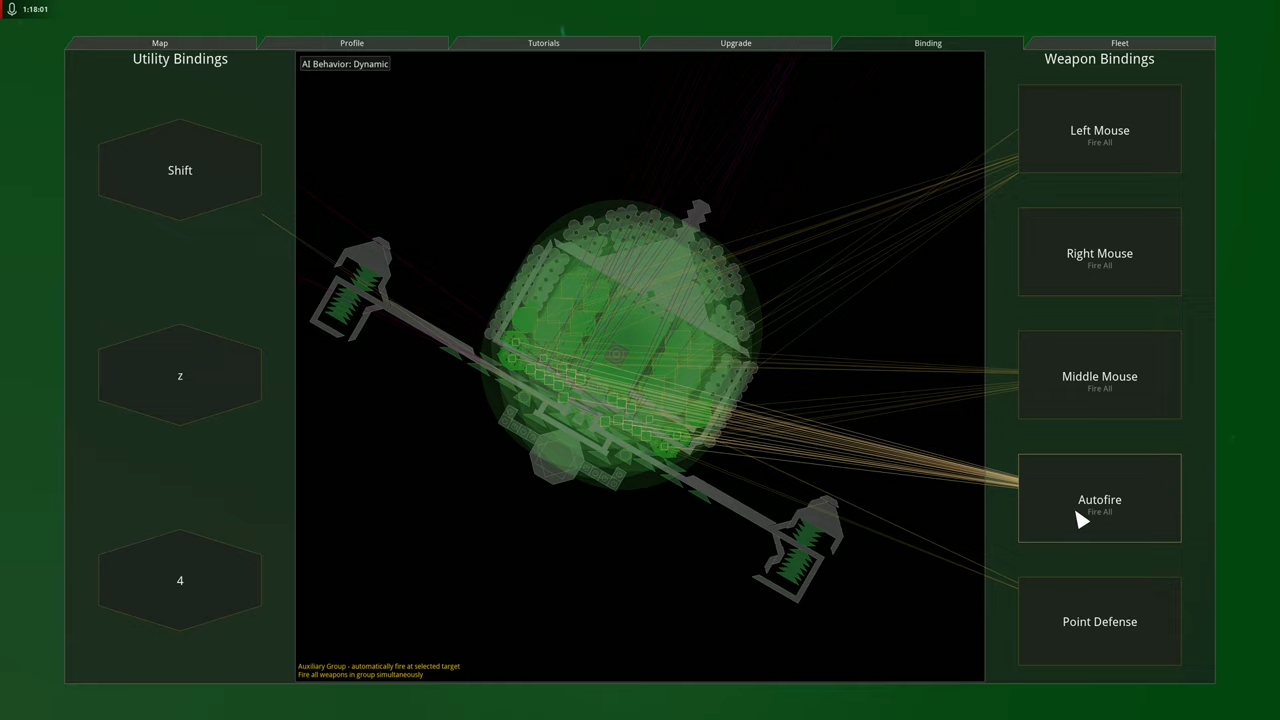 1:18:01
Map
Profile
Tutorials
Upgrade
Binding
Fleet
Utility Bindings
AI Behavior: Dynamic
Weapon Bindings
Left Mouse
Fire All
Shift
Right Mouse
Fire All
z
Middle Mouse
Fire All
Autofire
Fire All
4
Point Defense
Auxiliary Group - automatically fire at selected target
Fire all weapons in group simultaneously